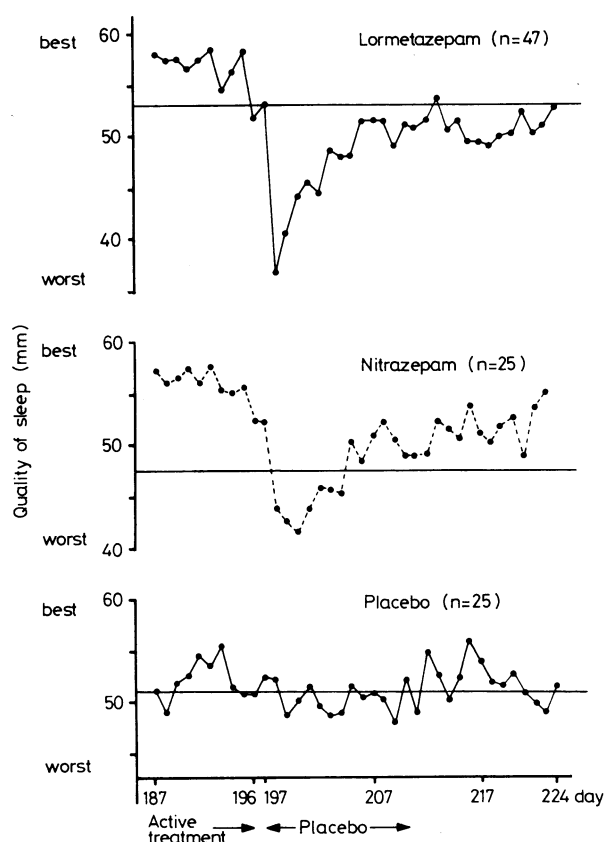 best 60 Lormetazepam (n=47)
50
40
worst
Quality of sleep (mm)
best 60 Nitrazepam (n=25)
50
worst 40
best 60 Placebo (n=25)
50
worst
187 196 197 207 217 224 day
Active Placebo
treatment